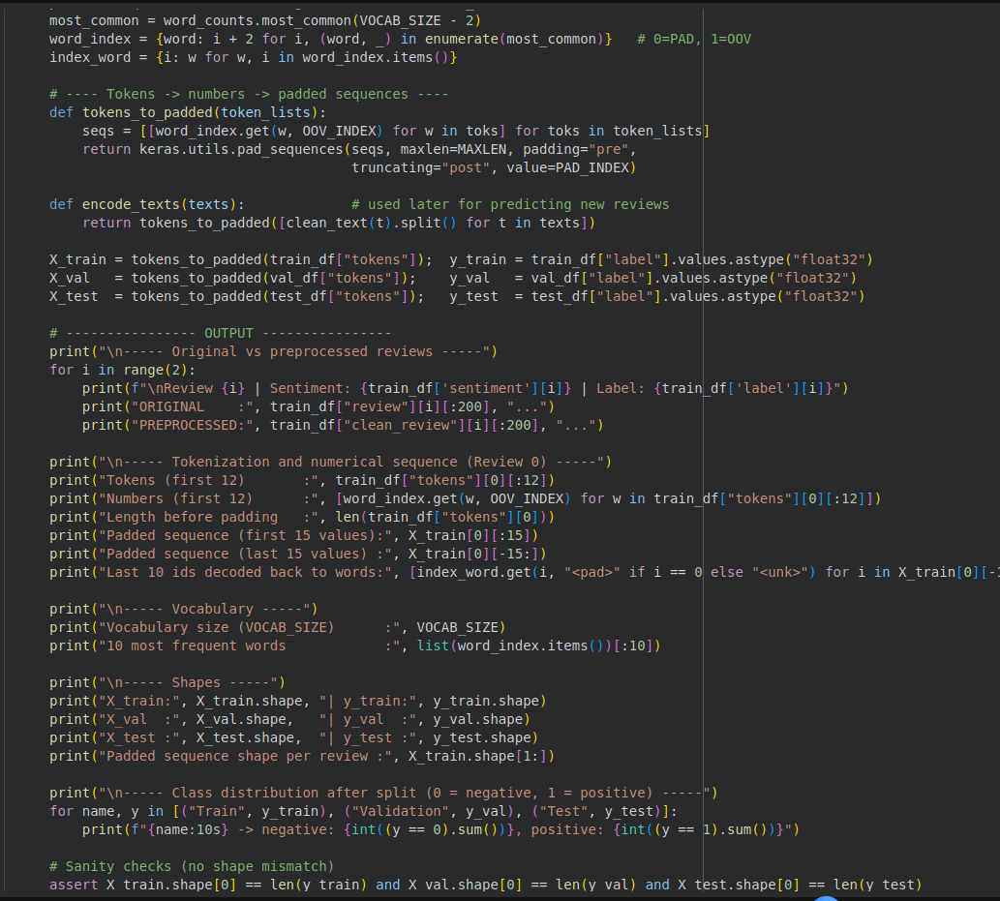 most_common = word_counts.most_common(VOCAB_SIZE - 2)
word_index = {word: i + 2 for i, (word, _) in enumerate(most_common)}   # 0=PAD, 1=OOV
index_word = {i: w for w, i in word_index.items()}

# ---- Tokens -> numbers -> padded sequences ----
def tokens_to_padded(token_lists):
    seqs = [[word_index.get(w, OOV_INDEX) for w in toks] for toks in token_lists]
    return keras.utils.pad_sequences(seqs, maxlen=MAXLEN, padding="pre",
                                     truncating="post", value=PAD_INDEX)

def encode_texts(texts):             # used later for predicting new reviews
    return tokens_to_padded([clean_text(t).split() for t in texts])

X_train = tokens_to_padded(train_df["tokens"]);  y_train = train_df["label"].values.astype("float32")
X_val   = tokens_to_padded(val_df["tokens"]);    y_val   = val_df["label"].values.astype("float32")
X_test  = tokens_to_padded(test_df["tokens"]);   y_test  = test_df["label"].values.astype("float32")

# ---------------- OUTPUT ----------------
print("\n----- Original vs preprocessed reviews -----")
for i in range(2):
    print(f"\nReview {i} | Sentiment: {train_df['sentiment'][i]} | Label: {train_df['label'][i]}")
    print("ORIGINAL    :", train_df["review"][i][:200], "...")
    print("PREPROCESSED:", train_df["clean_review"][i][:200], "...")

print("\n----- Tokenization and numerical sequence (Review 0) -----")
print("Tokens (first 12)       :", train_df["tokens"][0][:12])
print("Numbers (first 12)      :", [word_index.get(w, OOV_INDEX) for w in train_df["tokens"][0][:12]])
print("Length before padding   :", len(train_df["tokens"][0]))
print("Padded sequence (first 15 values):", X_train[0][:15])
print("Padded sequence (last 15 values) :", X_train[0][-15:])
print("Last 10 ids decoded back to words:", [index_word.get(i, "<pad>" if i == 0 else "<unk>") for i in X_train[0][-

print("\n----- Vocabulary -----")
print("Vocabulary size (VOCAB_SIZE)      :", VOCAB_SIZE)
print("10 most frequent words            :", list(word_index.items())[:10])

print("\n----- Shapes -----")
print("X_train:", X_train.shape, "| y_train:", y_train.shape)
print("X_val  :", X_val.shape,   "| y_val  :", y_val.shape)
print("X_test :", X_test.shape,  "| y_test :", y_test.shape)
print("Padded sequence shape per review :", X_train.shape[1:])

print("\n----- Class distribution after split (0 = negative, 1 = positive) -----")
for name, y in [("Train", y_train), ("Validation", y_val), ("Test", y_test)]:
    print(f"{name:10s} -> negative: {int((y == 0).sum())}, positive: {int((y == 1).sum())}")

# Sanity checks (no shape mismatch)
assert X_train.shape[0] == len(y_train) and X_val.shape[0] == len(y_val) and X_test.shape[0] == len(y_test)